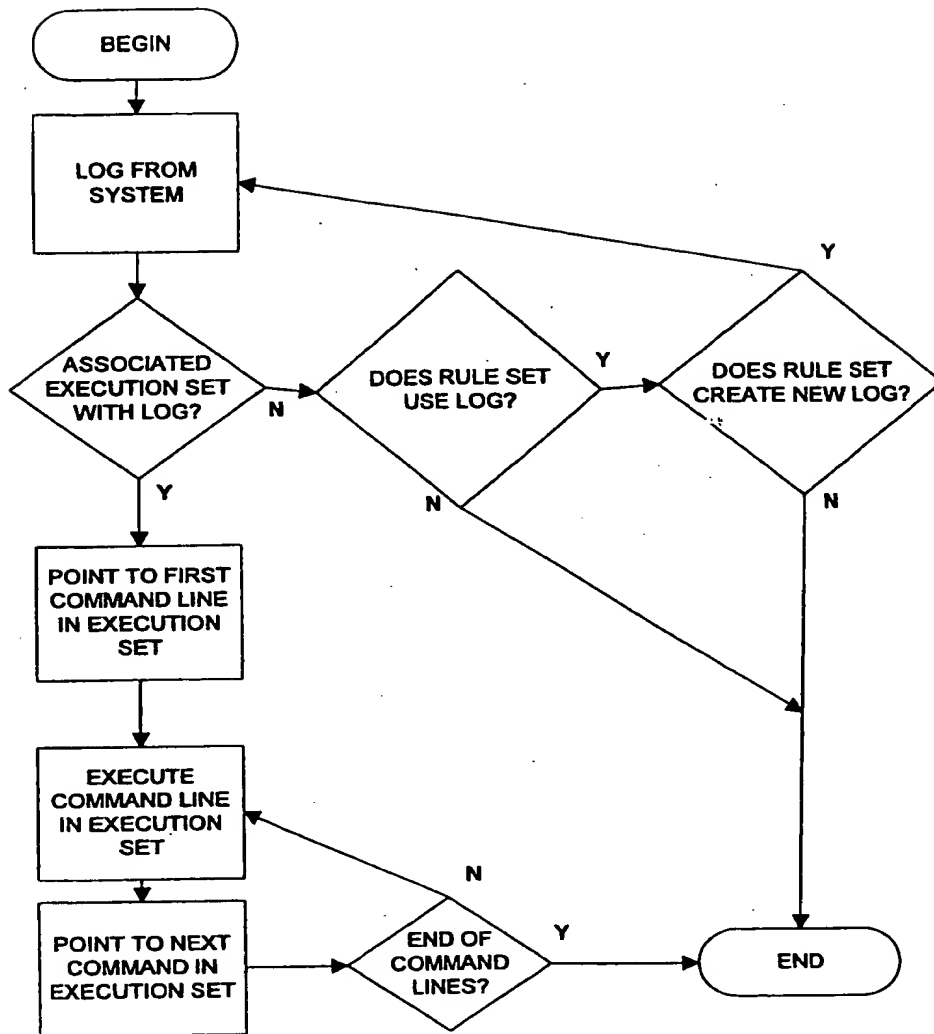 BEGIN
LOG FROM
SYSTEM
ASSOCIATED
EXECUTION SET
WITH LOG?
N
Y
DOES RULE SET
USE LOG?
Y
N
DOES RULE SET
CREATE NEW LOG?
Y
N
POINT TO FIRST
COMMAND LINE
IN EXECUTION
SET
EXECUTE
COMMAND LINE
IN EXECUTION
SET
POINT TO NEXT
COMMAND IN
EXECUTION SET
END OF
COMMAND
LINES?
N
Y
END